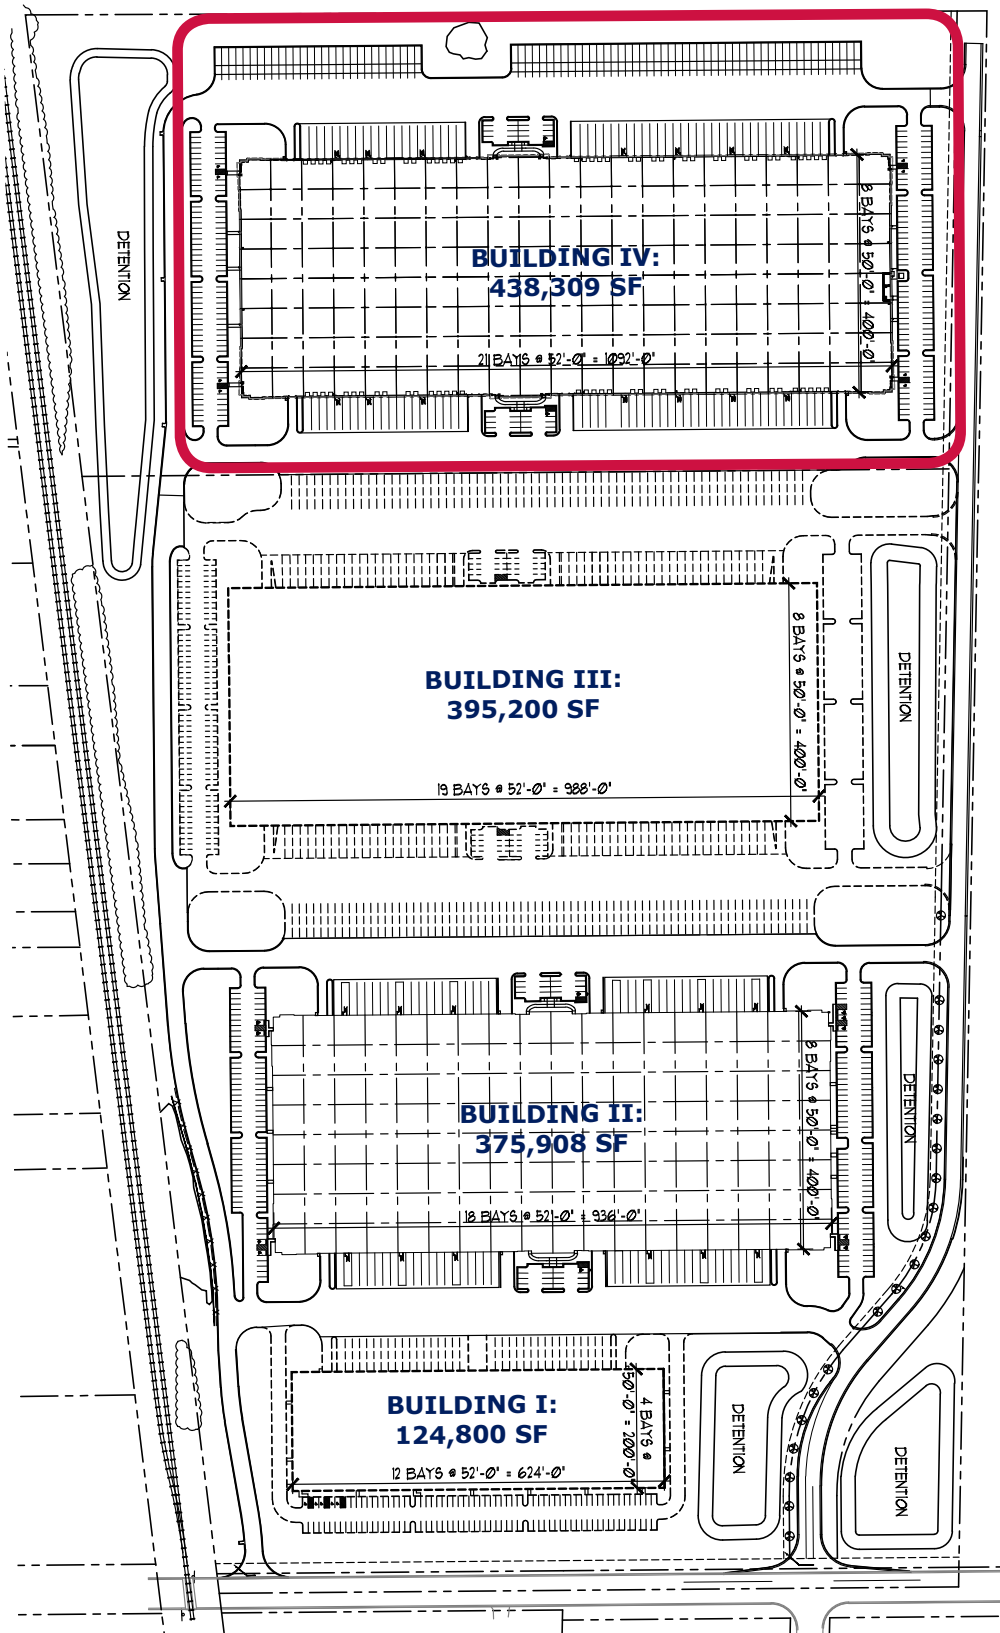 DETENTION
BUILDING IV:
438,309 SF
8 BAYS @ 50'-0" = 400'-0"
21 BAYS @ 52'-0" = 1092'-0"
BUILDING III:
395,200 SF
8 BAYS @ 50'-0" = 400'-0"
DETENTION
19 BAYS @ 52'-0" = 988'-0"
BUILDING II:
375,908 SF
8 BAYS @ 50'-0" = 400'-0"
DETENTION
18 BAYS @ 52'-0" = 936'-0"
BUILDING I:
124,800 SF
4 BAYS @
50'-0" = 200'-0"
12 BAYS @ 52'-0" = 624'-0"
DETENTION
DETENTION